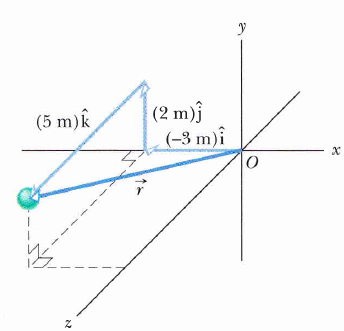 y
(5 m)k̂
(2 m)ĵ
(−3 m)î
x
O
r⃗
z